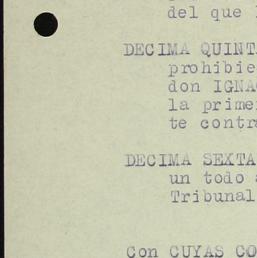 del que
DECIMA QUINT
prohibie
don IGNA
la prime
te contr
DECIMA SEXTA
un todo a
Tribunal
Con CUYAS CO